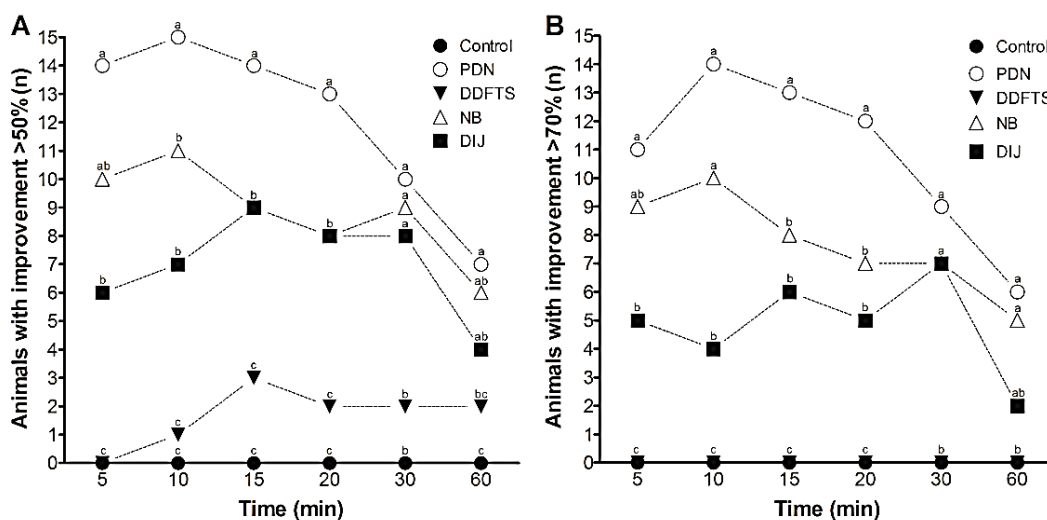 A
Animals with improvement >50% (n)
15
14
13
12
11
10
9
8
7
6
5
4
3
2
1
0
a a a a a a
ab b b b a ab
b b b b a ab
c c c c b bc
c c c c b c
5 10 15 20 30 60
Time (min)
Control
PDN
DDFTS
NB
DIJ
B
Animals with improvement >70% (n)
15
14
13
12
11
10
9
8
7
6
5
4
3
2
1
0
a a a a a a
ab a b b a a
b b b b ab
c c c c b b
5 10 15 20 30 60
Time (min)
Control
PDN
DDFTS
NB
DIJ